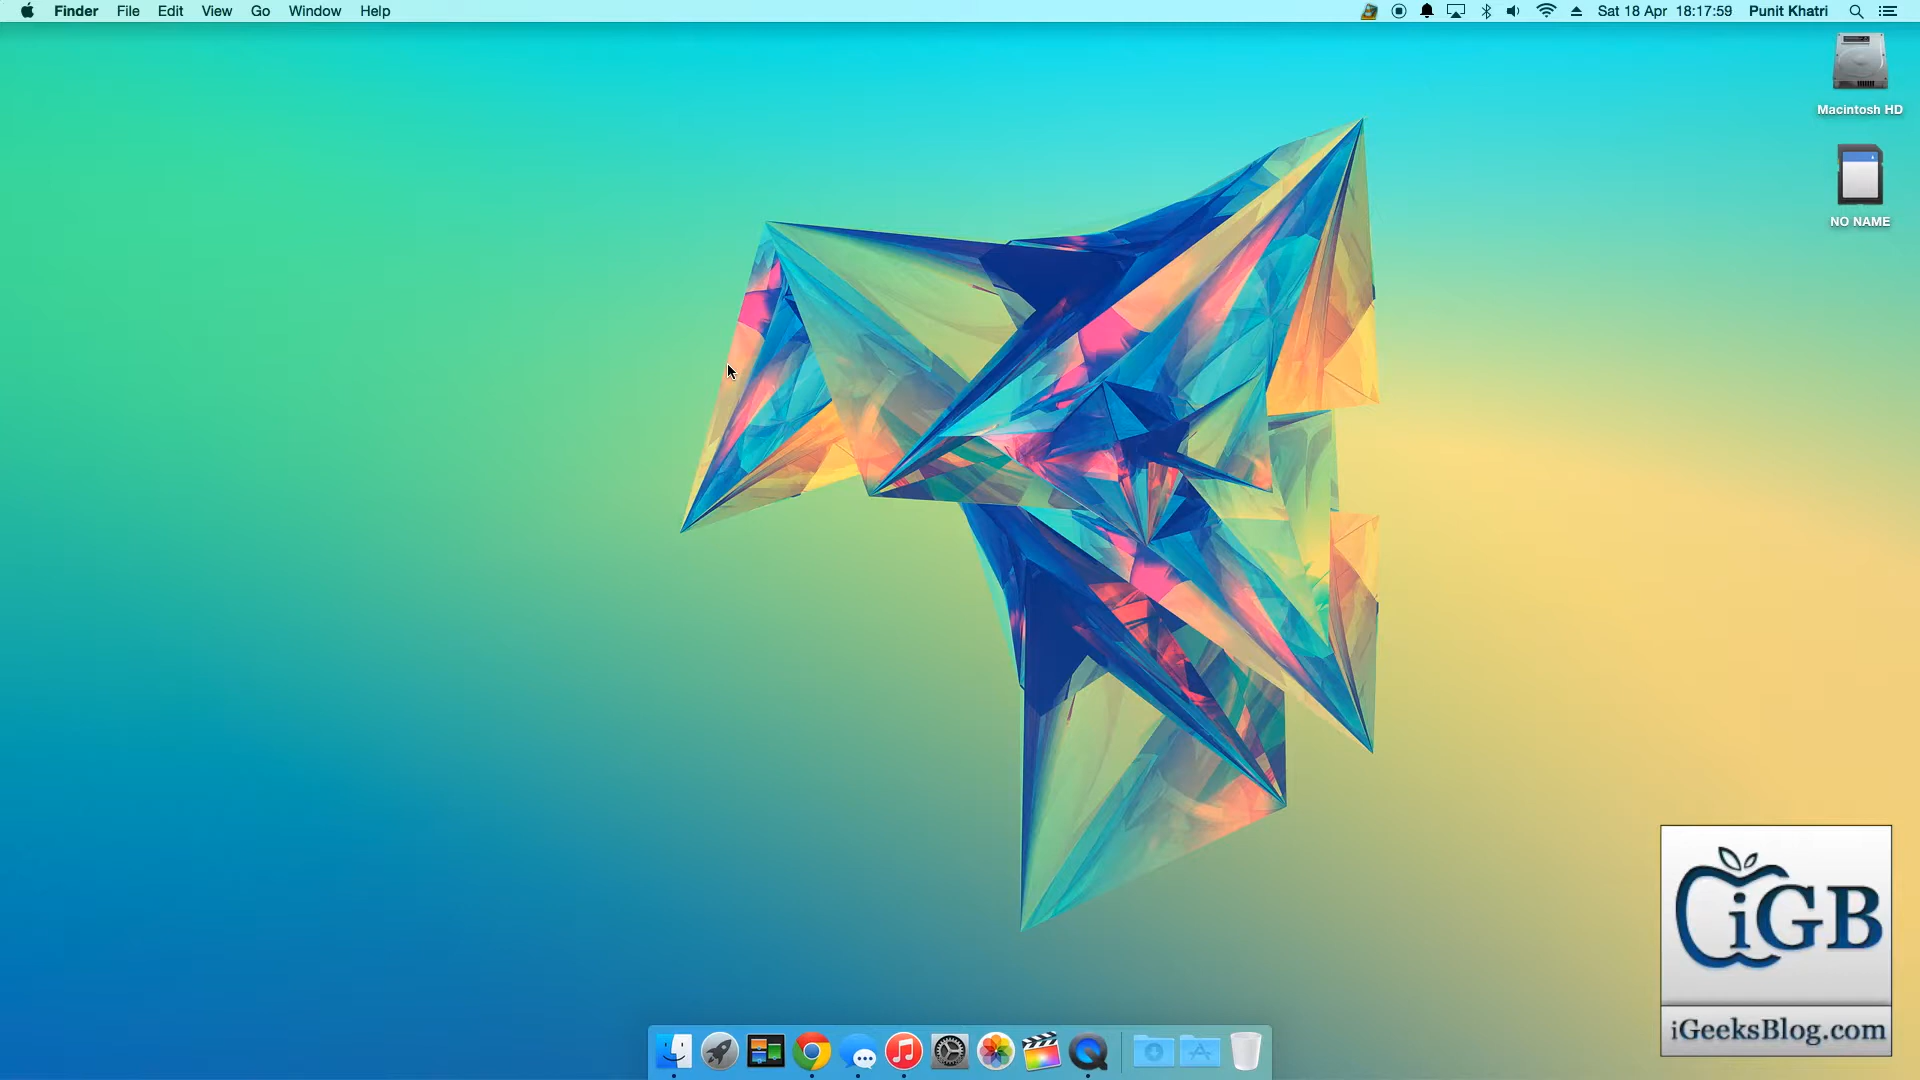 Finder File Edit View Go Window Help Sat 18 Apr 18:17:59 Punit Khatri
Macintosh HD
NO NAME
iGB
iGeeksBlog.com